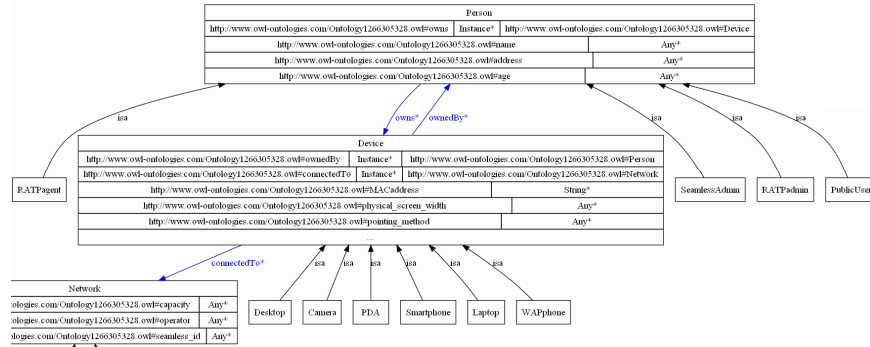 Person
http://www.owl-ontologies.com/Ontology1266305328.owl#owns Instance* http://www.owl-ontologies.com/Ontology1266305328.owl#Device
http://www.owl-ontologies.com/Ontology1266305328.owl#name Any*
http://www.owl-ontologies.com/Ontology1266305328.owl#address Any*
http://www.owl-ontologies.com/Ontology1266305328.owl#age Any*
isa owns* ownedBy* isa isa isa
Device
http://www.owl-ontologies.com/Ontology1266305328.owl#ownedBy Instance* http://www.owl-ontologies.com/Ontology1266305328.owl#Person
http://www.owl-ontologies.com/Ontology1266305328.owl#connectedTo Instance* http://www.owl-ontologies.com/Ontology1266305328.owl#Network
http://www.owl-ontologies.com/Ontology1266305328.owl#MACaddress String*
http://www.owl-ontologies.com/Ontology1266305328.owl#physical_screen_width Any*
http://www.owl-ontologies.com/Ontology1266305328.owl#pointing_method Any*
...
RATPagent SeamlessAdmin RATPadmin PublicUser
connectedTo* isa isa isa isa isa isa
Network
ologies.com/Ontology1266305328.owl#capacity Any*
ologies.com/Ontology1266305328.owl#operator Any*
ologies.com/Ontology1266305328.owl#seamless_id Any*
Desktop Camera PDA Smartphone Laptop WAPphone